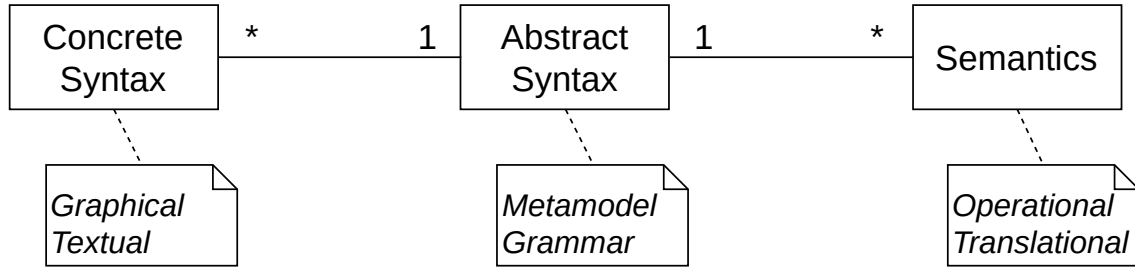 Concrete
Syntax
* 1
Abstract
Syntax
1 *
Semantics
Graphical
Textual
Metamodel
Grammar
Operational
Translational